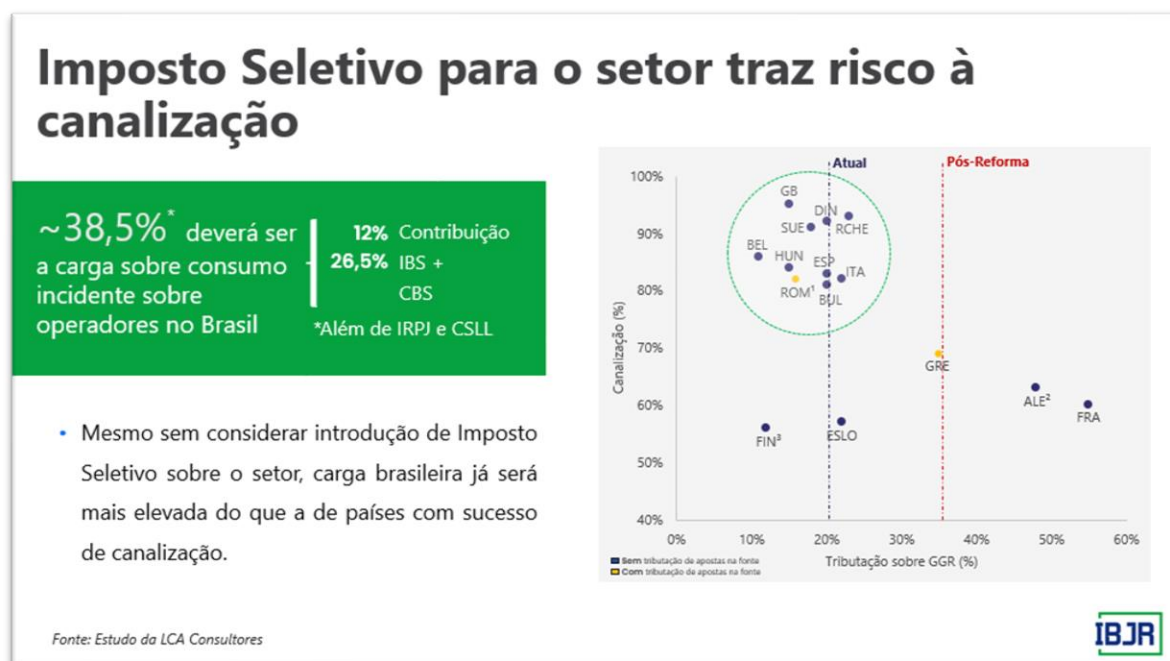 Imposto Seletivo para o setor traz risco à
canalização
~38,5%* deverá ser
a carga sobre consumo
incidente sobre
operadores no Brasil
12% Contribuição
26,5% IBS +
CBS
*Além de IRPJ e CSLL
• Mesmo sem considerar introdução de Imposto
Seletivo sobre o setor, carga brasileira já será
mais elevada do que a de países com sucesso
de canalização.
Atual
Pós-Reforma
Canalização (%)
100%
90%
80%
70%
60%
50%
40%
GB
DIN
SUE
RCHE
BEL
HUN
ESP
ITA
ROM¹
BUL
GRE
ALE²
FRA
FIN³
ESLO
0%
10%
20%
30%
40%
50%
60%
Tributação sobre GGR (%)
Sem tributação de apostas na fonte
Com tributação de apostas na fonte
Fonte: Estudo da LCA Consultores
IBJR